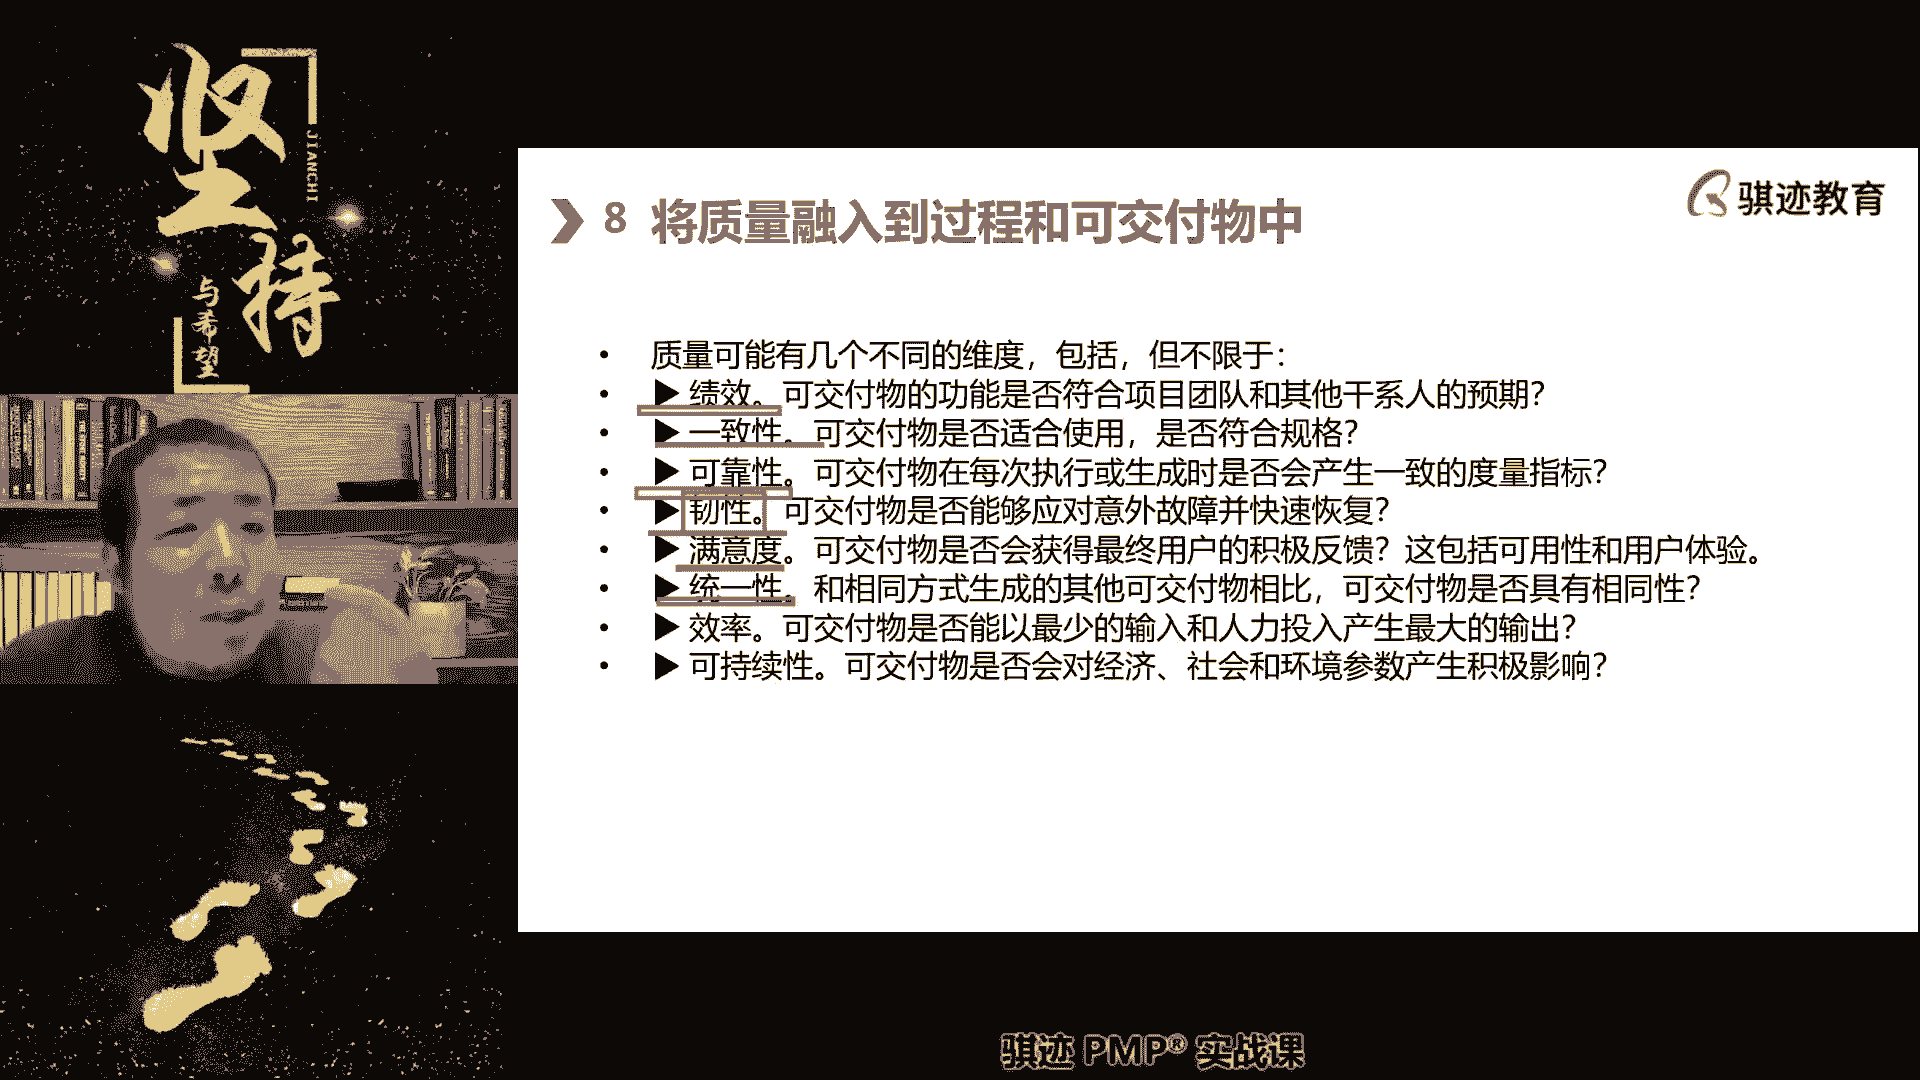 坚持
JIANCHI
与希望
骐迹教育
8 将质量融入到过程和可交付物中
• 质量可能有几个不同的维度，包括，但不限于：
• ▶ 绩效。可交付物的功能是否符合项目团队和其他干系人的预期？
• ▶ 一致性。可交付物是否适合使用，是否符合规格？
• ▶ 可靠性。可交付物在每次执行或生成时是否会产生一致的度量指标？
• ▶ 韧性。可交付物是否能够应对意外故障并快速恢复？
• ▶ 满意度。可交付物是否会获得最终用户的积极反馈？这包括可用性和用户体验。
• ▶ 统一性。和相同方式生成的其他可交付物相比，可交付物是否具有相同性？
• ▶ 效率。可交付物是否能以最少的输入和人力投入产生最大的输出？
• ▶ 可持续性。可交付物是否会对经济、社会和环境参数产生积极影响？
骐迹 PMP® 实战课